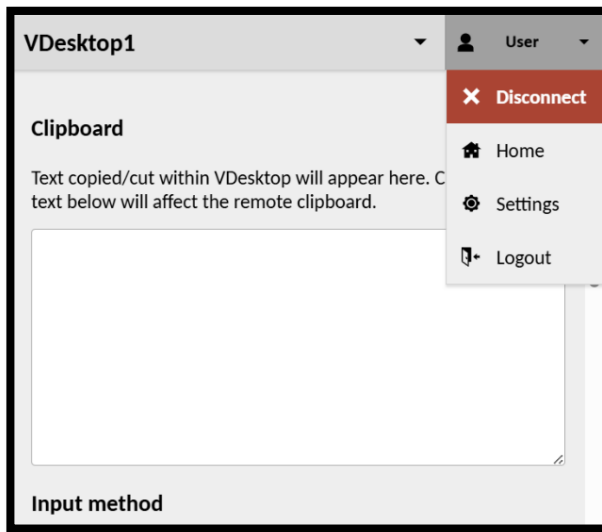 VDesktop1
User
Disconnect
Home
Settings
Logout
Clipboard
Text copied/cut within VDesktop will appear here. C
text below will affect the remote clipboard.
Input method